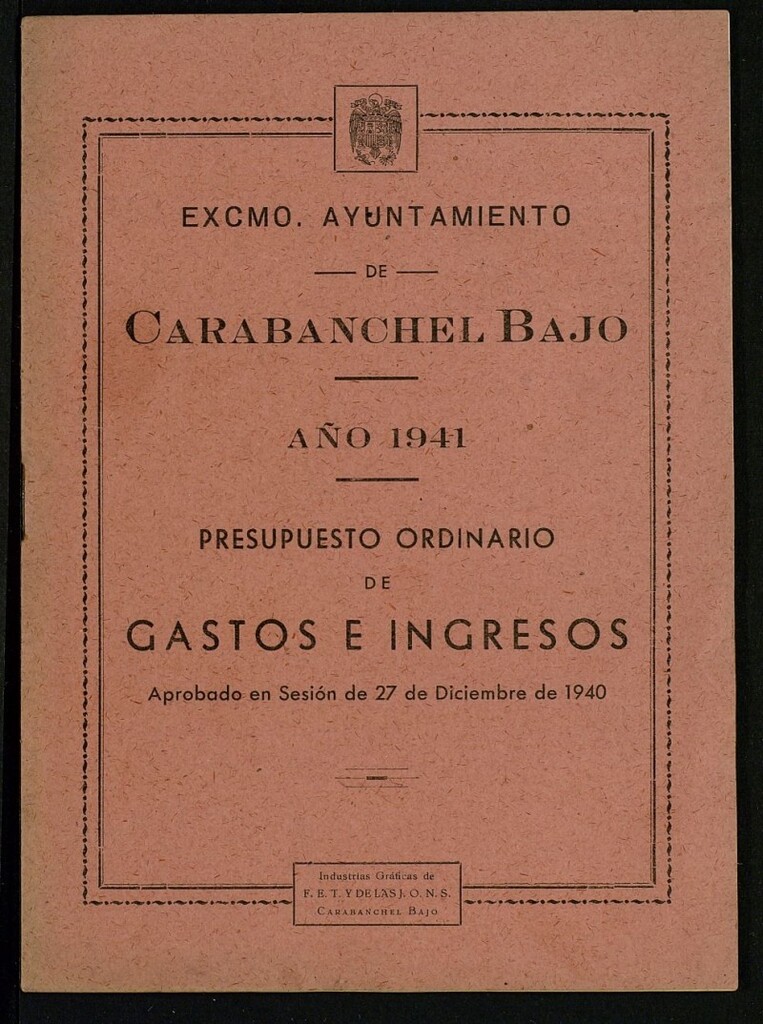 EXCMO. AYUNTAMIENTO
DE
CARABANCHEL BAJO
AÑO 1941
PRESUPUESTO ORDINARIO
DE
GASTOS E INGRESOS
Aprobado en Sesión de 27 de Diciembre de 1940
Industrias Gráficas de
F. E. T. Y DE LAS J. O. N. S.
CARABANCHEL BAJO